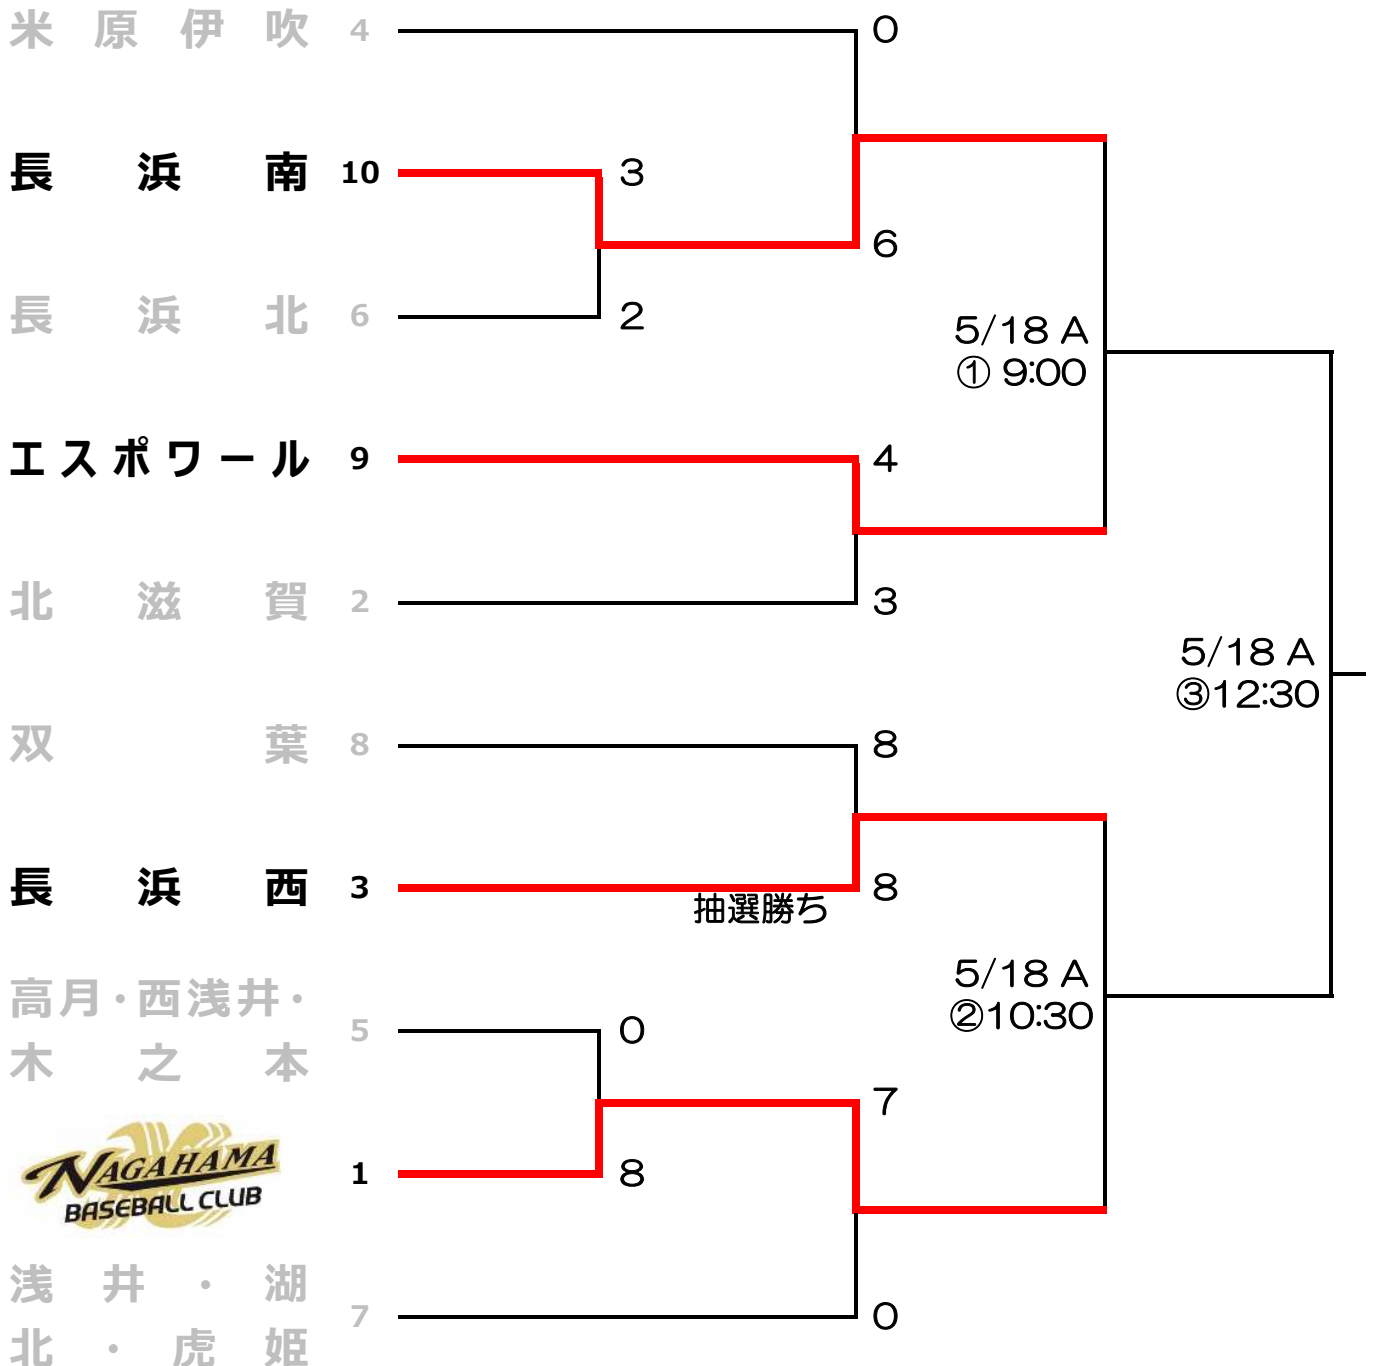 米原伊吹 4 0
長浜南 10 3
6
長浜北 6 2
5/18 A
① 9:00
エスポワール 9 4
北滋賀 2 3
5/18 A
③12:30
双葉 8 8
長浜西 3 8
抽選勝ち
5/18 A
②10:30
高月・西浅井・
木之本
5 0
7
NAGAHAMA
BASEBALL CLUB
1 8
浅井・湖
北・虎姫
7 0